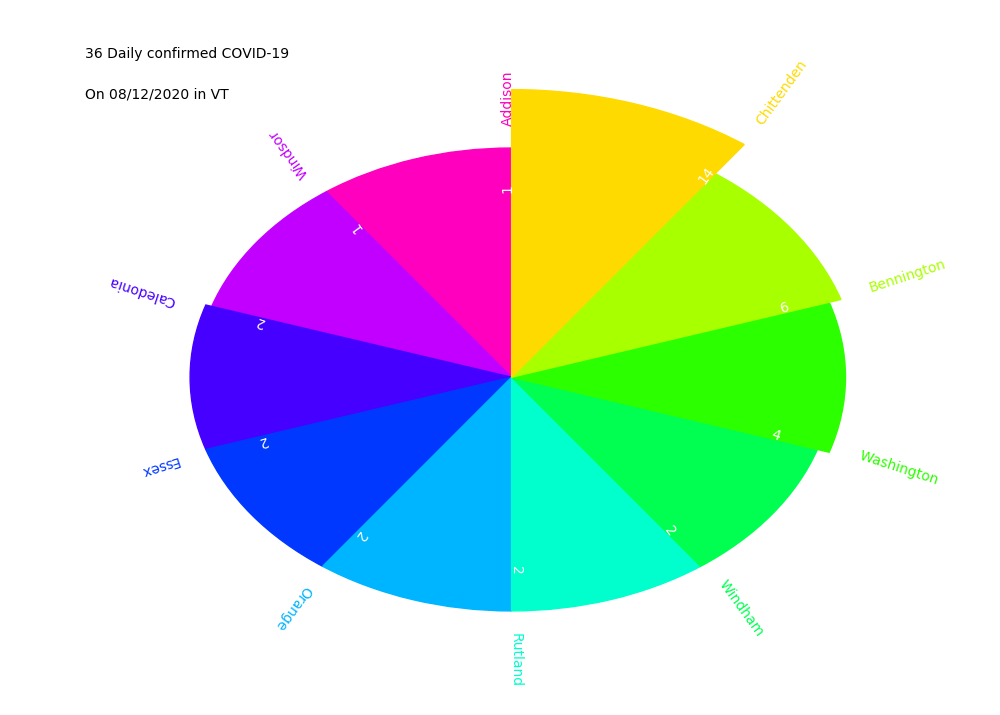 36 Daily confirmed COVID-19
On 08/12/2020 in VT
Addison
1
Chittenden
14
Bennington
6
Washington
4
Windham
2
Rutland
2
Orange
2
Essex
2
Caledonia
2
Windsor
1